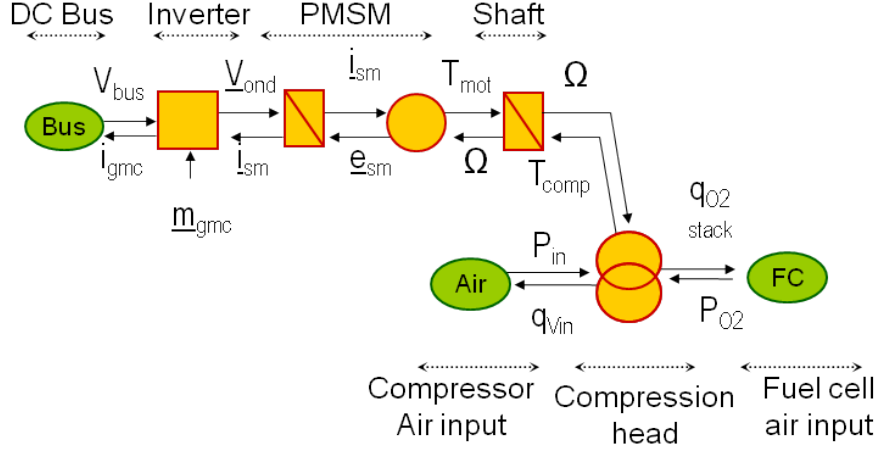 DC Bus Inverter PMSM Shaft
V_bus V_ond i_sm T_mot Ω
Bus
i_gmc i_sm e_sm Ω T_comp
m_gmc
q_O2
stack
P_in
Air FC
q_Vin P_O2
Compressor
Air input
Compression
head
Fuel cell
air input